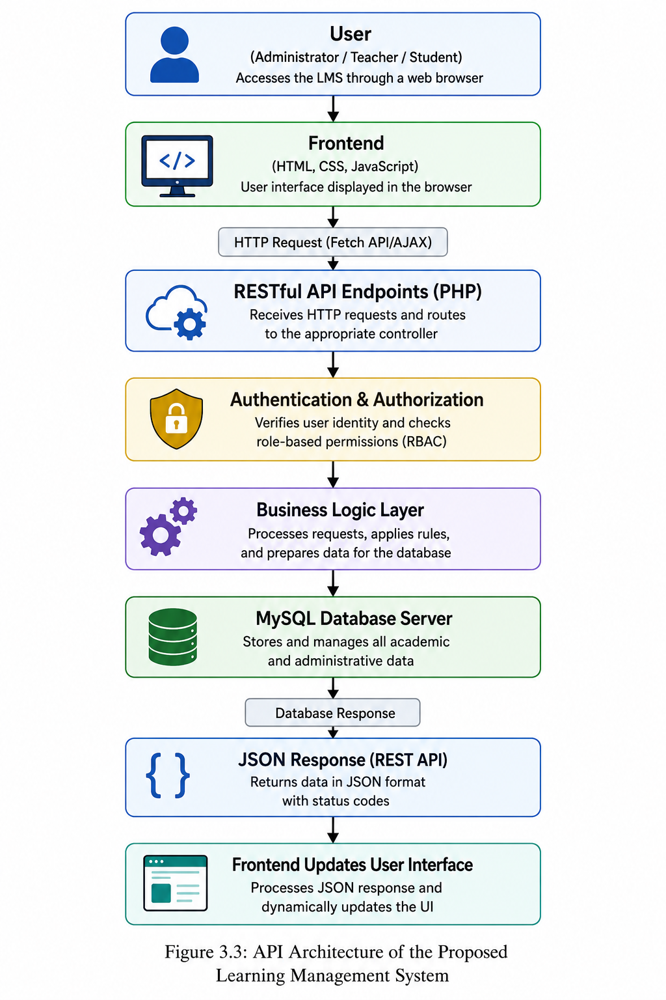 User
(Administrator / Teacher / Student)
Accesses the LMS through a web browser
</>
Frontend
(HTML, CSS, JavaScript)
User interface displayed in the browser
HTTP Request (Fetch API/AJAX)
RESTful API Endpoints (PHP)
Receives HTTP requests and routes
to the appropriate controller
Authentication & Authorization
Verifies user identity and checks
role-based permissions (RBAC)
Business Logic Layer
Processes requests, applies rules,
and prepares data for the database
MySQL Database Server
Stores and manages all academic
and administrative data
Database Response
{ }
JSON Response (REST API)
Returns data in JSON format
with status codes
Frontend Updates User Interface
Processes JSON response and
dynamically updates the UI
Figure 3.3: API Architecture of the Proposed
Learning Management System